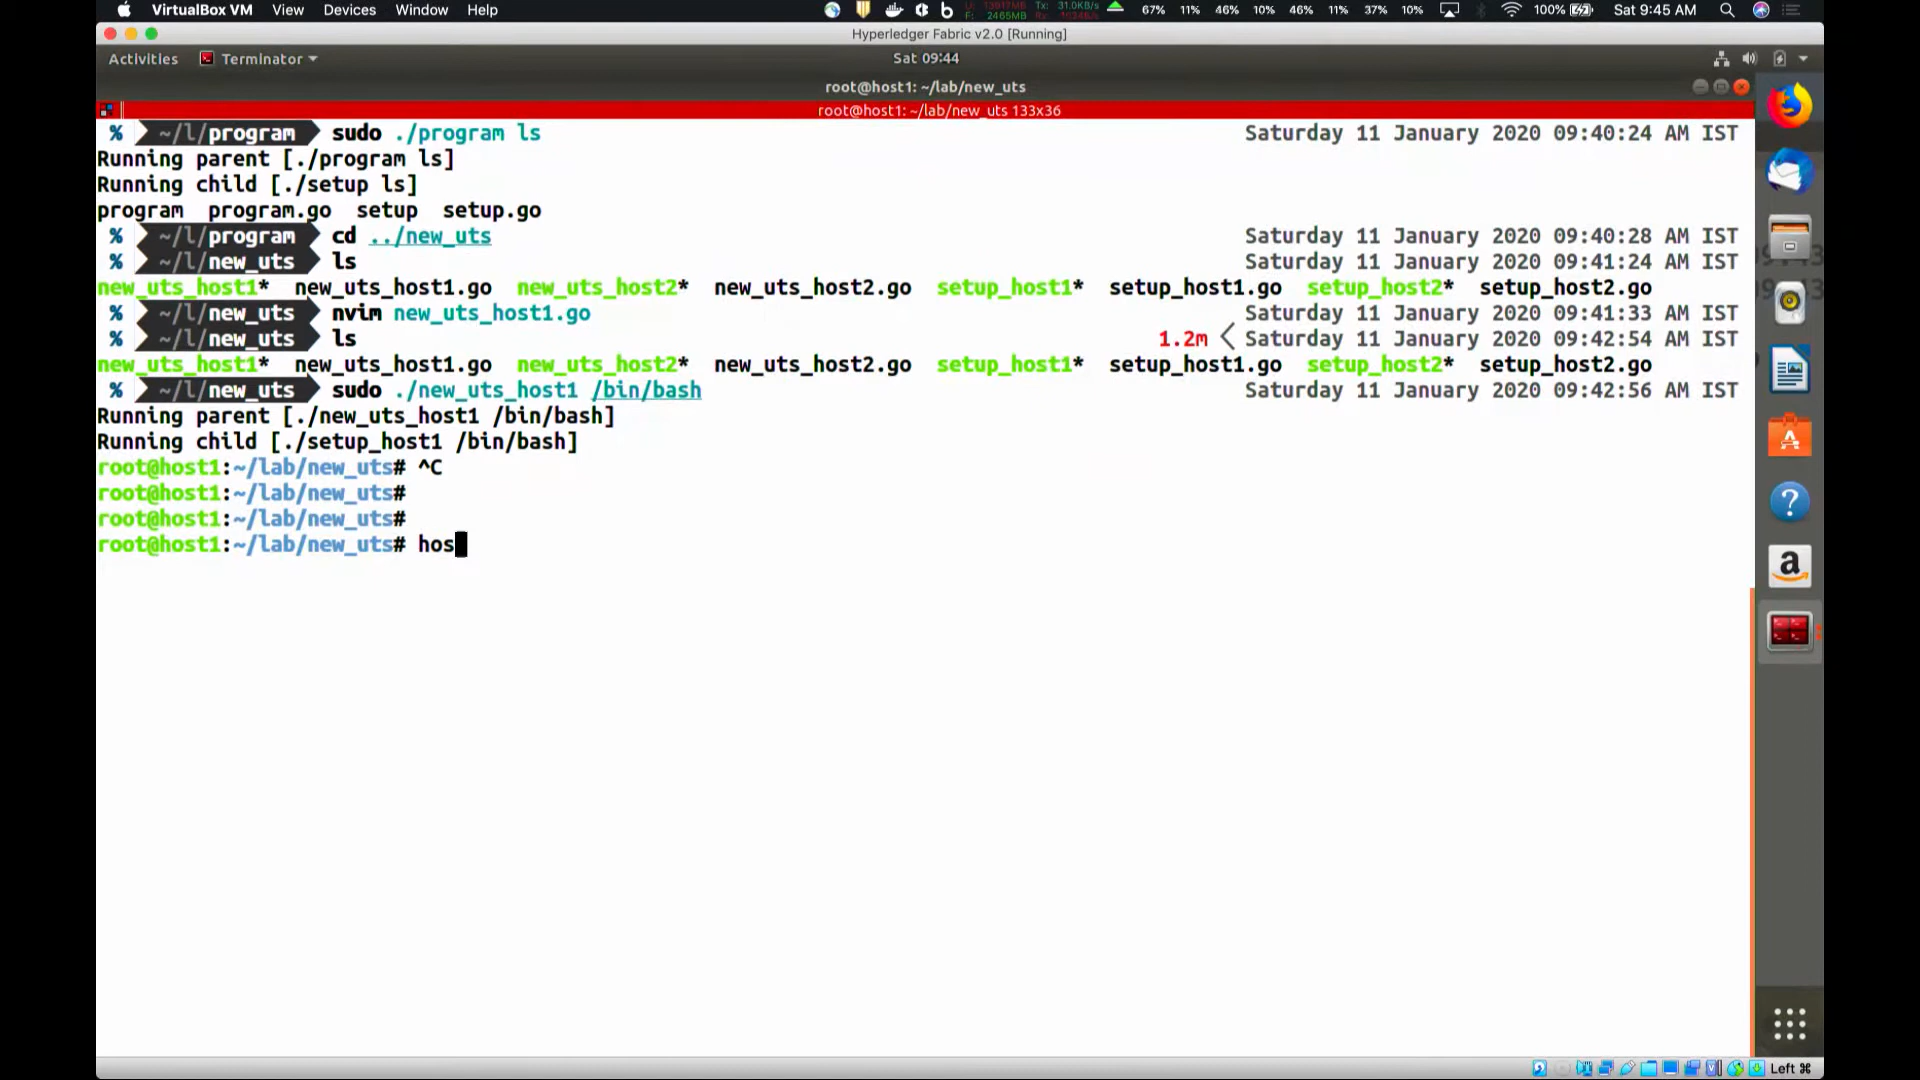 VirtualBox VM View Devices Window Help 67% 11% 46% 10% 46% 11% 37% 10% 100% Sat 9:45 AM
Hyperledger Fabric v2.0 [Running]
Activities Terminator Sat 09:44
root@host1: ~/lab/new_uts
root@host1: ~/lab/new_uts 133x36
% ~/l/program sudo ./program ls Saturday 11 January 2020 09:40:24 AM IST
Running parent [./program ls]
Running child [./setup ls]
program program.go setup setup.go
% ~/l/program cd ../new_uts Saturday 11 January 2020 09:40:28 AM IST
% ~/l/new_uts ls Saturday 11 January 2020 09:41:24 AM IST
new_uts_host1* new_uts_host1.go new_uts_host2* new_uts_host2.go setup_host1* setup_host1.go setup_host2* setup_host2.go
% ~/l/new_uts nvim new_uts_host1.go Saturday 11 January 2020 09:41:33 AM IST
% ~/l/new_uts ls 1.2m Saturday 11 January 2020 09:42:54 AM IST
new_uts_host1* new_uts_host1.go new_uts_host2* new_uts_host2.go setup_host1* setup_host1.go setup_host2* setup_host2.go
% ~/l/new_uts sudo ./new_uts_host1 /bin/bash Saturday 11 January 2020 09:42:56 AM IST
Running parent [./new_uts_host1 /bin/bash]
Running child [./setup_host1 /bin/bash]
root@host1:~/lab/new_uts# ^C
root@host1:~/lab/new_uts#
root@host1:~/lab/new_uts#
root@host1:~/lab/new_uts# hos
Left ⌘